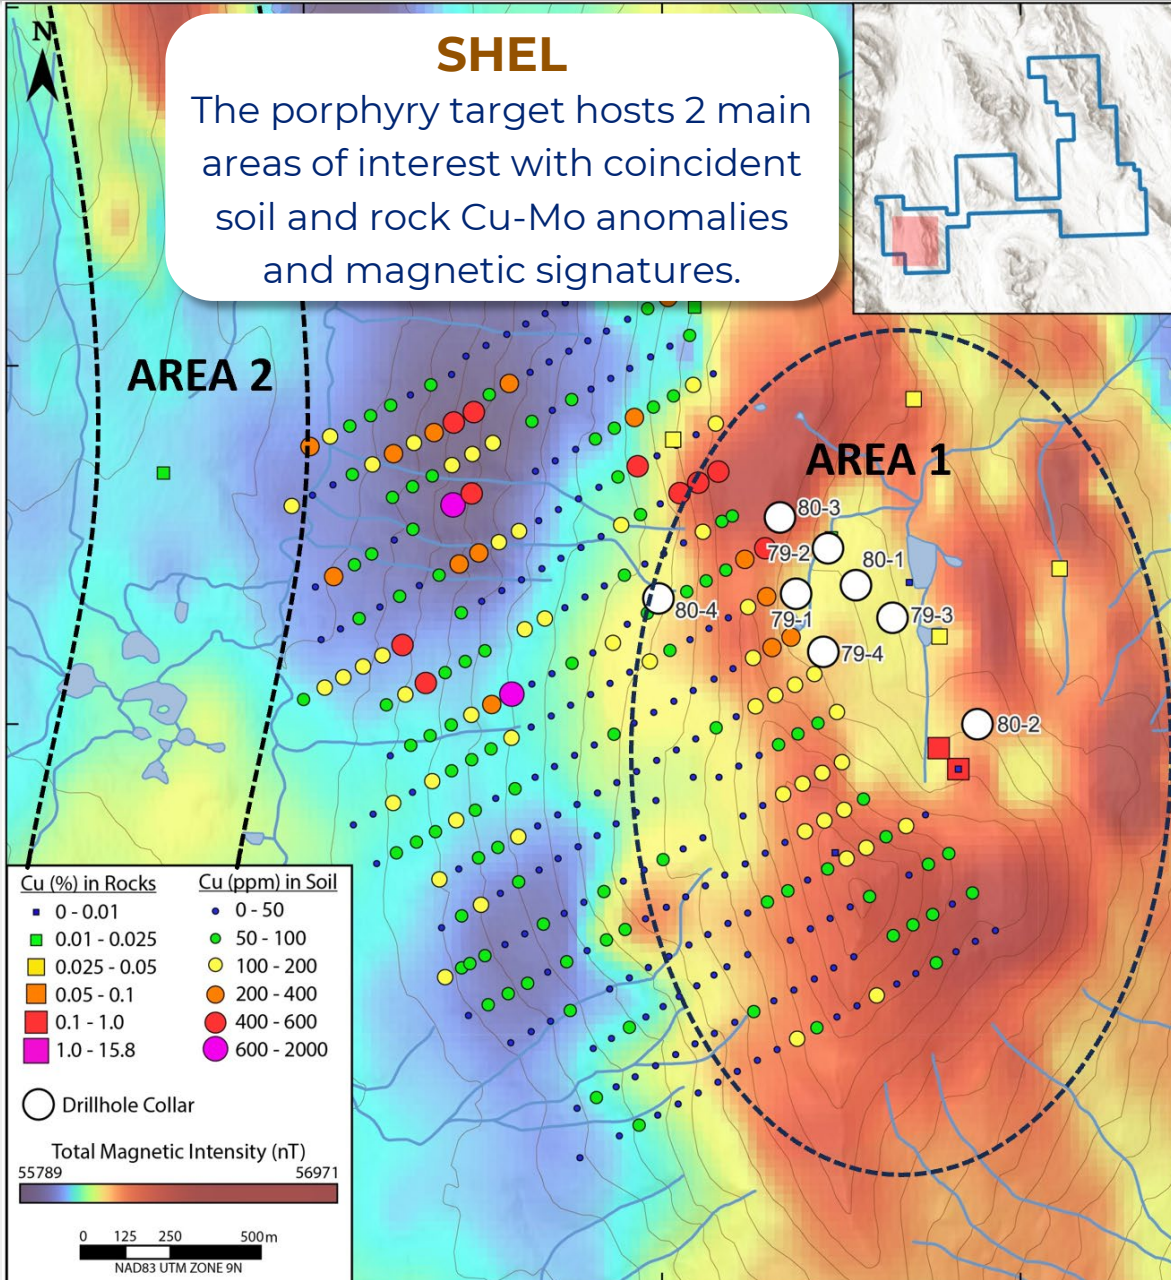 SHEL
The porphyry target hosts 2 main
areas of interest with coincident
soil and rock Cu-Mo anomalies
and magnetic signatures.
N
AREA 2
AREA 1
80-3
79-2
80-1
80-4
79-1
79-3
79-4
80-2
Cu (%) in Rocks
0 - 0.01
0.01 - 0.025
0.025 - 0.05
0.05 - 0.1
0.1 - 1.0
1.0 - 15.8
Cu (ppm) in Soil
0 - 50
50 - 100
100 - 200
200 - 400
400 - 600
600 - 2000
Drillhole Collar
Total Magnetic Intensity (nT)
55789 56971
0 125 250 500 m
NAD83 UTM ZONE 9N